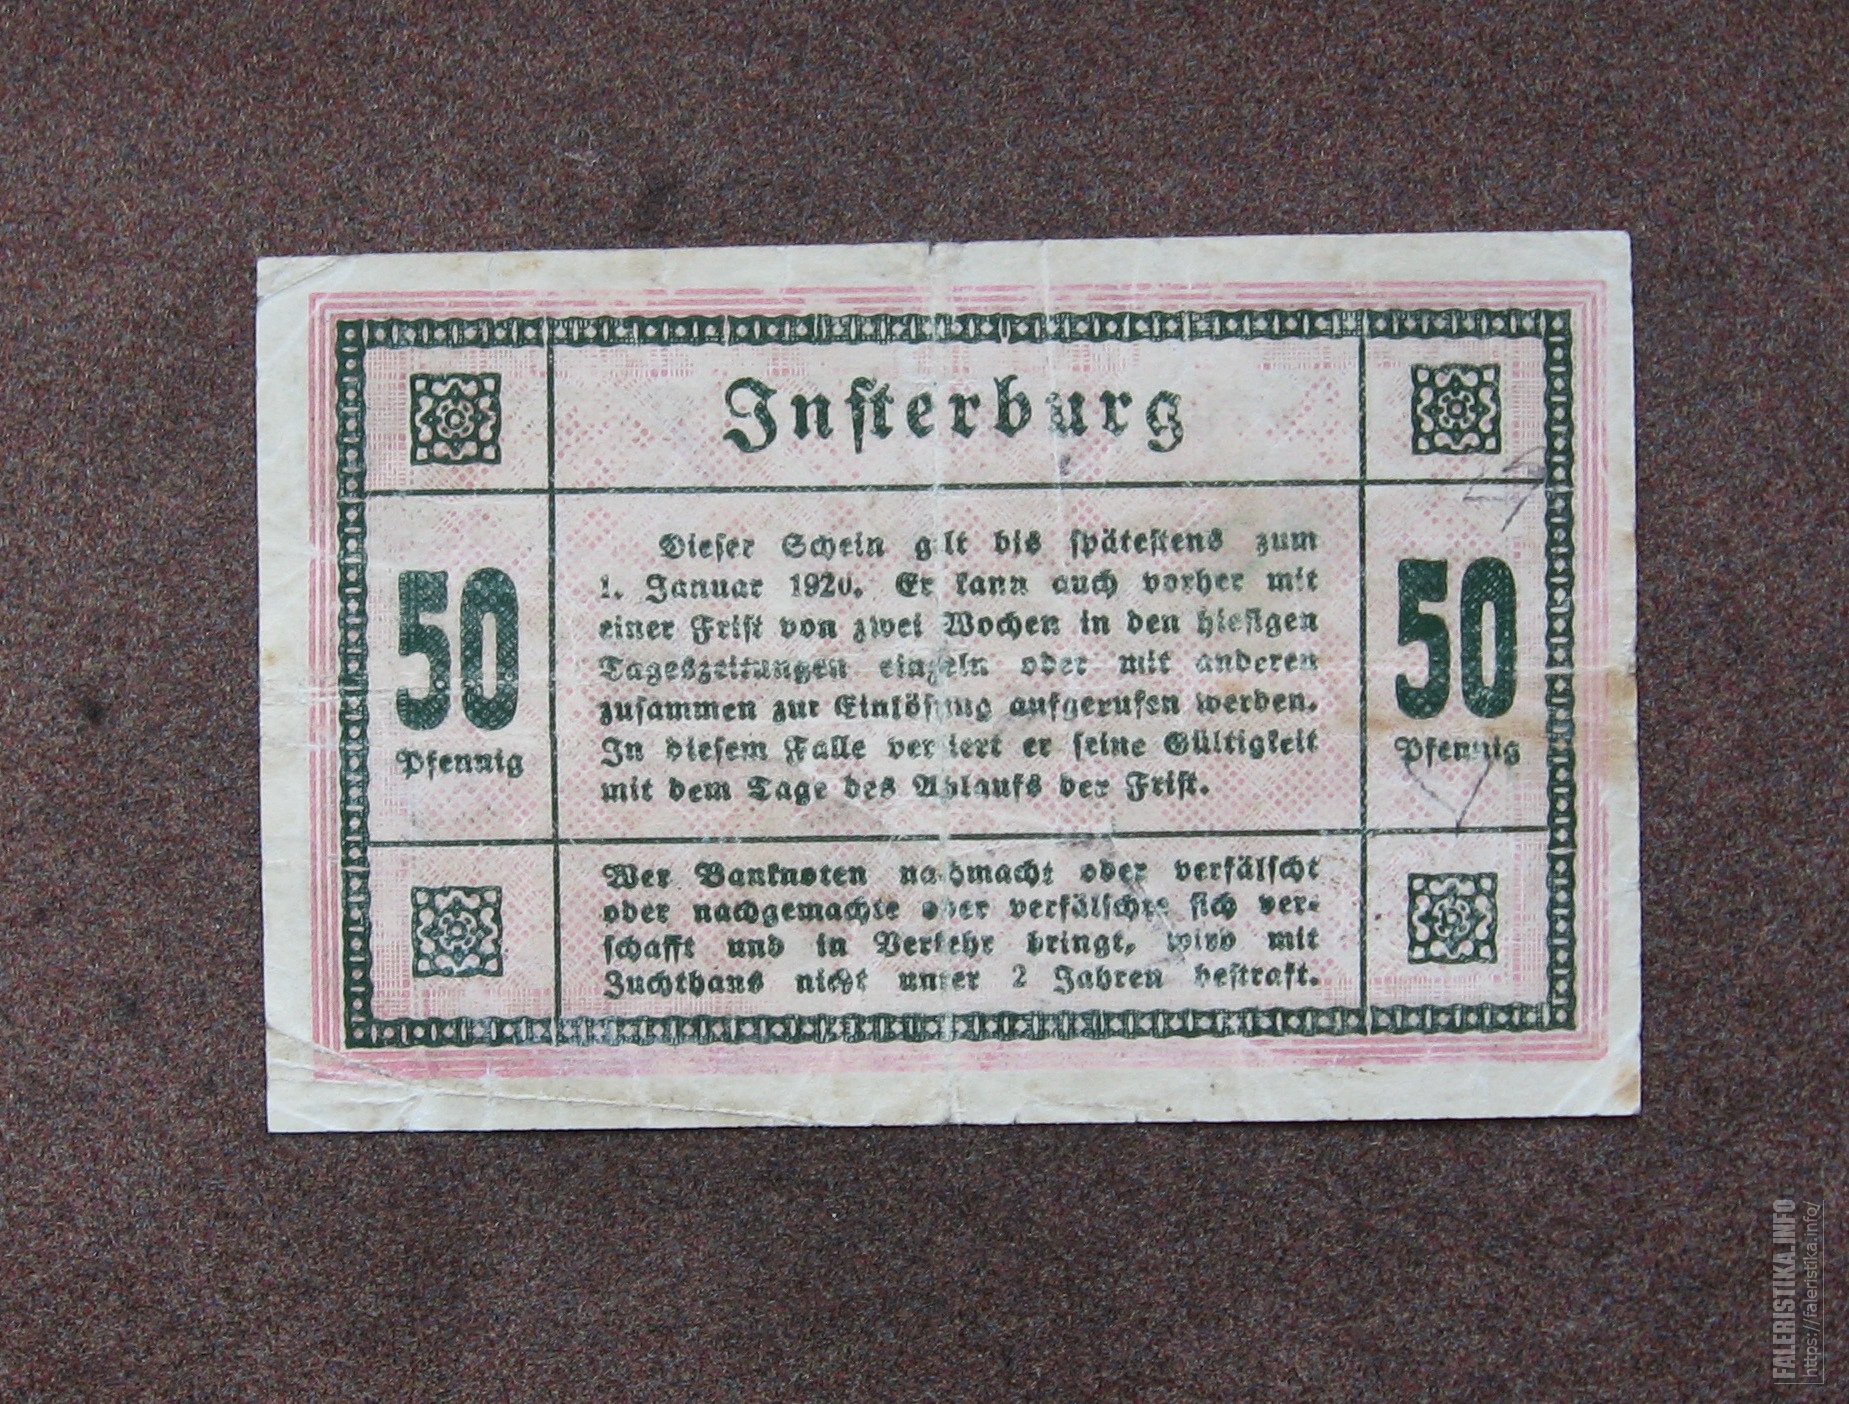 Insterburg
50
Pfennig
Dieser Schein gilt bis spätestens zum
1. Januar 1920. Er kann auch vorher mit
einer Frist von zwei Wochen in den hiesigen
Tageszeitungen einzeln oder mit anderen
zusammen zur Einlösung aufgerufen werden.
In diesem Falle verliert er seine Gültigkeit
mit dem Tage des Ablaufs der Frist.
50
Pfennig
Wer Banknoten nachmacht oder verfälscht
oder nachgemachte oder verfälschte sich ver-
schafft und in Verkehr bringt, wird mit
Zuchthaus nicht unter 2 Jahren bestraft.
FALERISTIKA.INFO
https://faleristika.info/